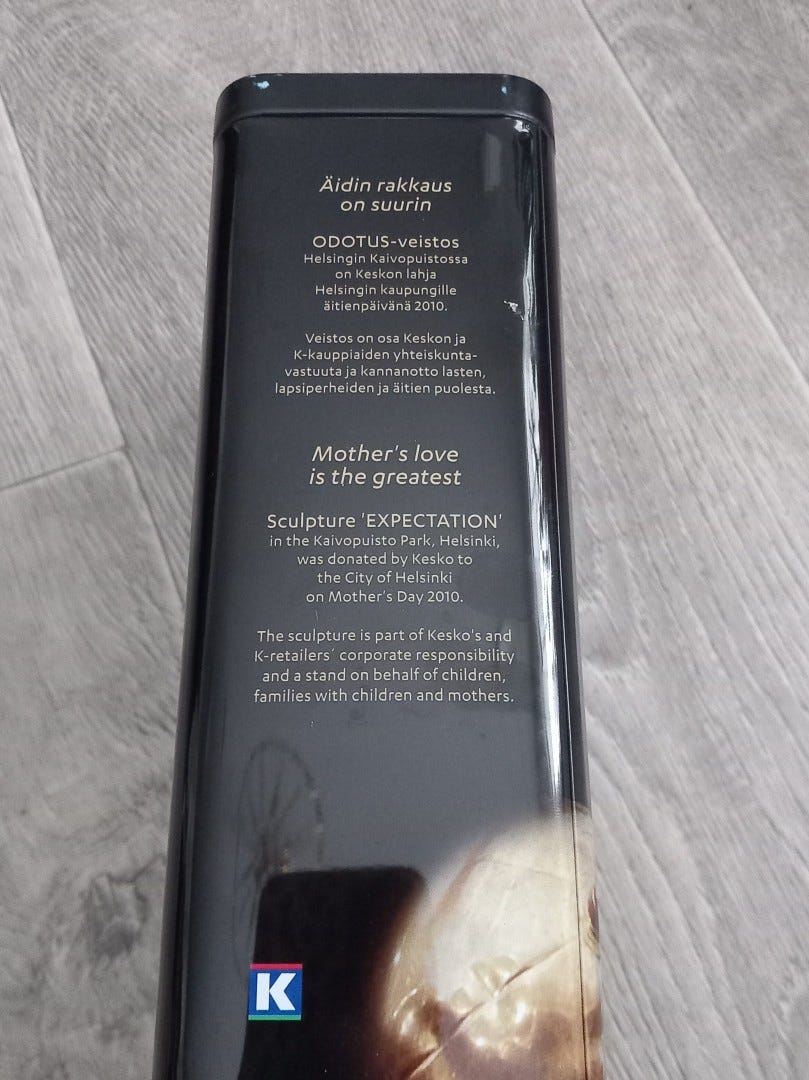 Äidin rakkaus
on suurin
ODOTUS-veistos
Helsingin Kaivopuistossa
on Keskon lahja
Helsingin kaupungille
äitienpäivänä 2010.
Veistos on osa Keskon ja
K-kauppiaiden yhteiskunta-
vastuuta ja kannanotto lasten,
lapsiperheiden ja äitien puolesta.
Mother's love
is the greatest
Sculpture 'EXPECTATION'
in the Kaivopuisto Park, Helsinki,
was donated by Kesko to
the City of Helsinki
on Mother's Day 2010.
The sculpture is part of Kesko's and
K-retailers´ corporate responsibility
and a stand on behalf of children,
families with children and mothers.
K